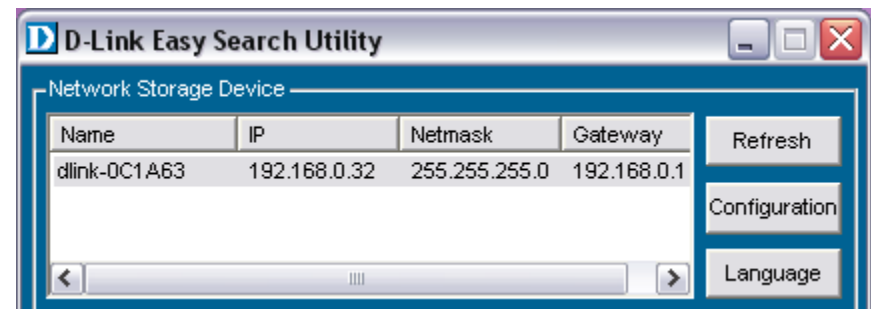 D D-Link Easy Search Utility
Network Storage Device
Name IP Netmask Gateway
dlink-0C1A63 192.168.0.32 255.255.255.0 192.168.0.1
Refresh
Configuration
Language